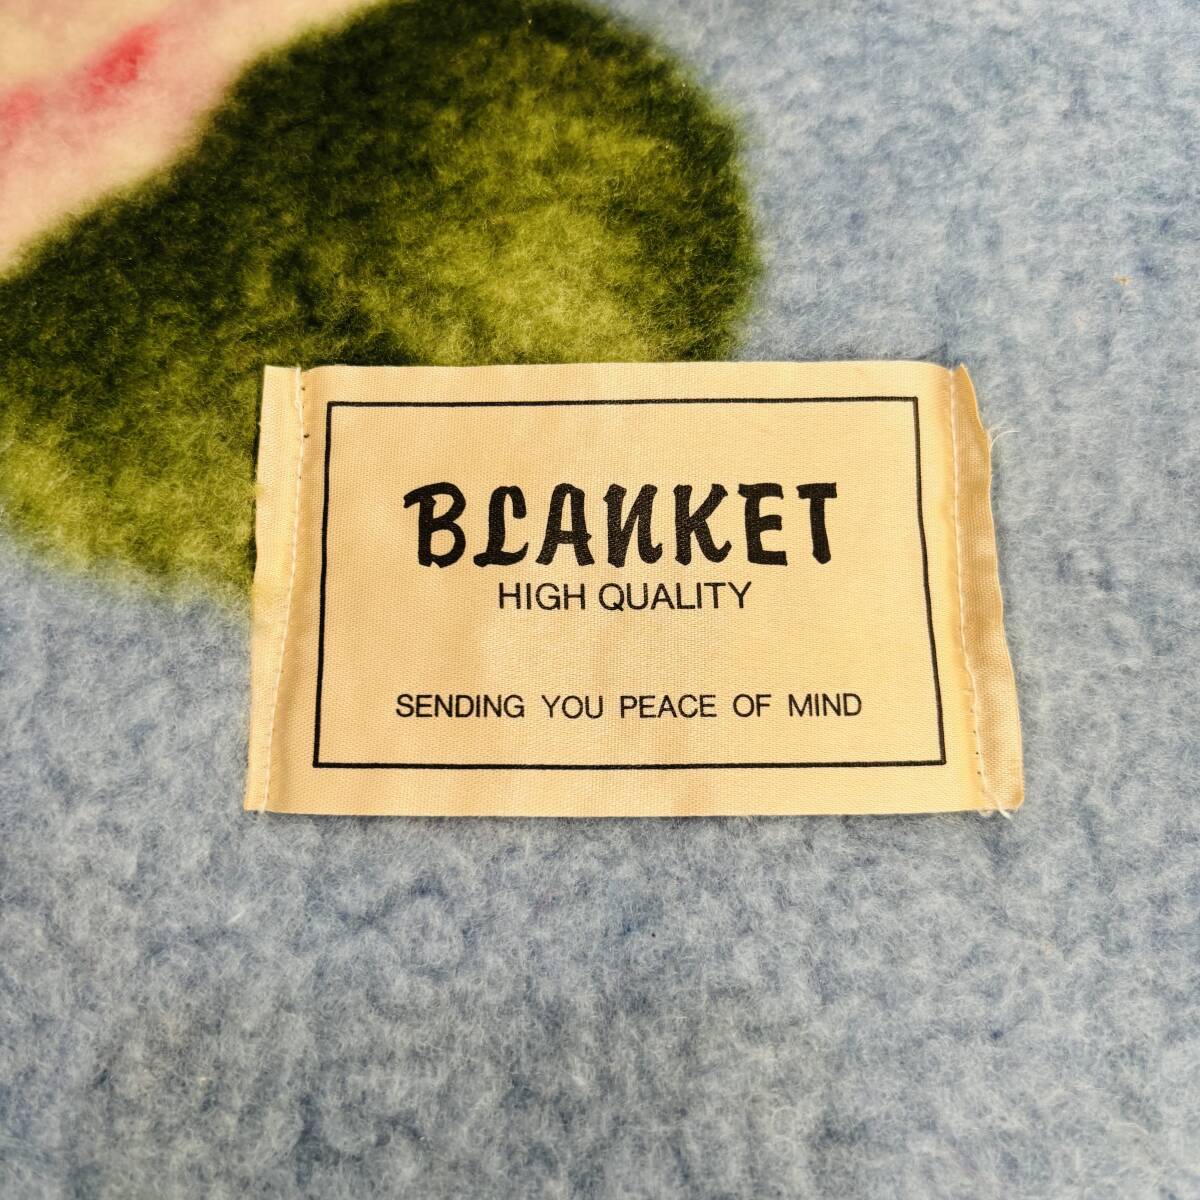 BLANKET
HIGH QUALITY
SENDING YOU PEACE OF MIND